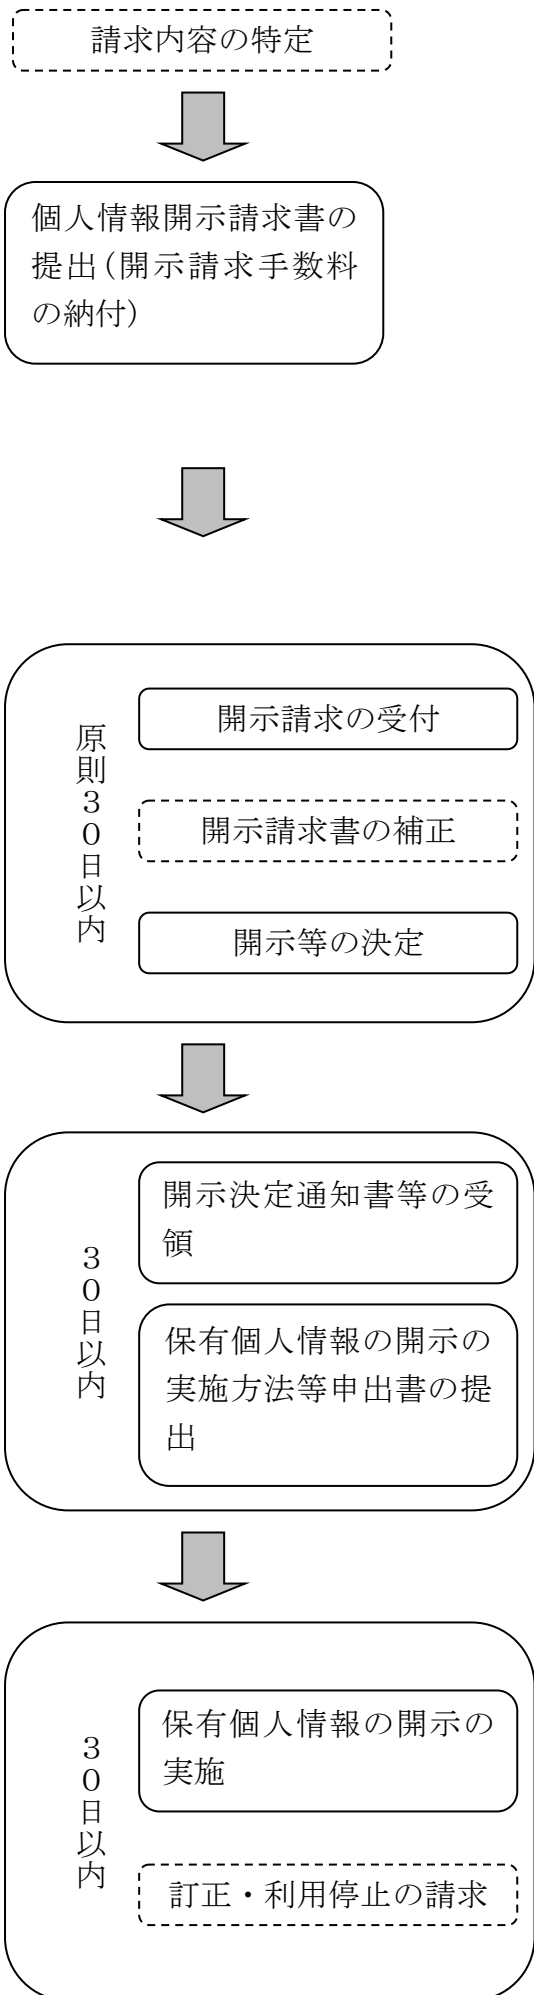 請求内容の特定
個人情報開示請求書の
提出（開示請求手数料
の納付）
原則３０日以内
開示請求の受付
開示請求書の補正
開示等の決定
３０日以内
開示決定通知書等の受
領
保有個人情報の開示の
実施方法等申出書の提
出
３０日以内
保有個人情報の開示の
実施
訂正・利用停止の請求